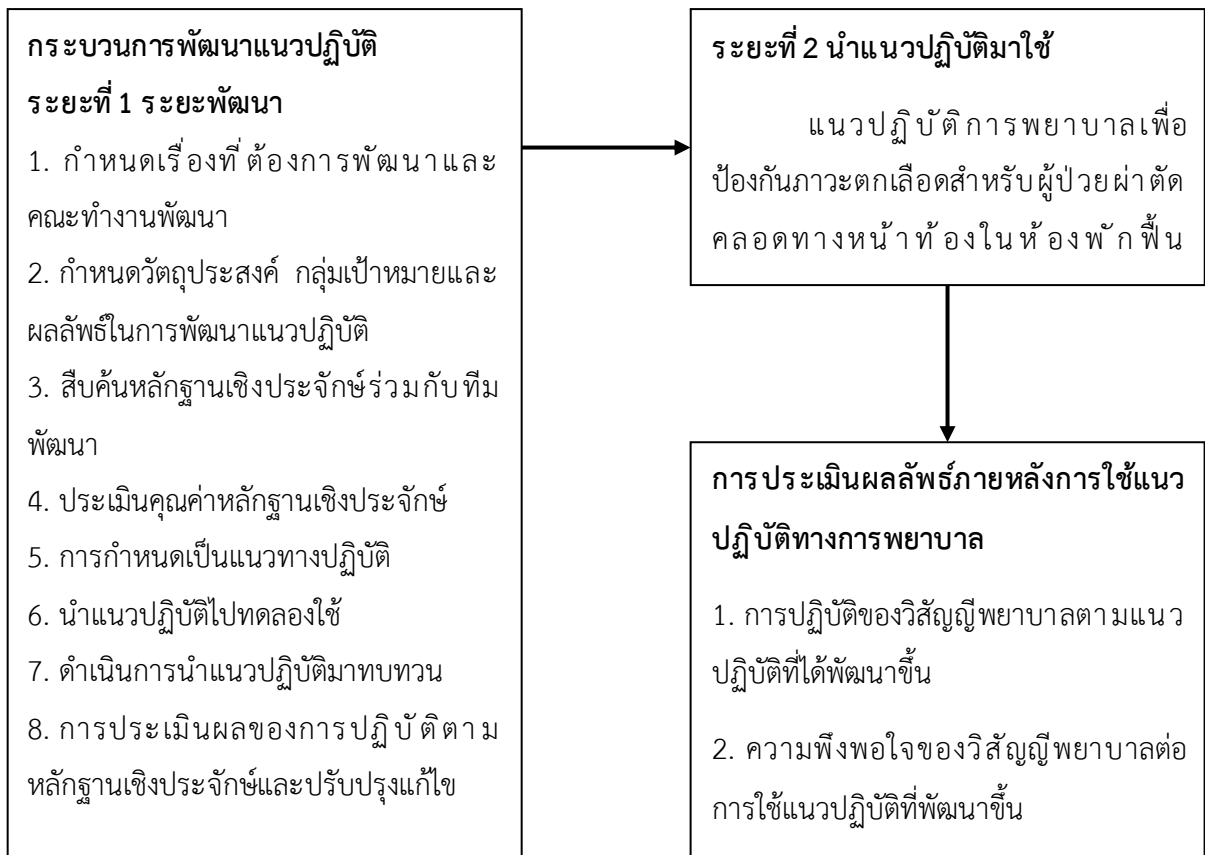 กระบวนการพัฒนาแนวปฏิบัติ
ระยะที่ 1 ระยะพัฒนา
1. กำหนดเรื่องที่ต้องการพัฒนาและ
คณะทำงานพัฒนา
2. กำหนดวัตถุประสงค์ กลุ่มเป้าหมายและ
ผลลัพธ์ในการพัฒนาแนวปฏิบัติ
3. สืบค้นหลักฐานเชิงประจักษ์ร่วมกับทีม
พัฒนา
4. ประเมินคุณค่าหลักฐานเชิงประจักษ์
5. การกำหนดเป็นแนวทางปฏิบัติ
6. นำแนวปฏิบัติไปทดลองใช้
7. ดำเนินการนำแนวปฏิบัติมาทบทวน
8. การประเมินผลของการปฏิบัติตาม
หลักฐานเชิงประจักษ์และปรับปรุงแก้ไข
ระยะที่ 2 นำแนวปฏิบัติมาใช้
แนวปฏิบัติการพยาบาลเพื่อ
ป้องกันภาวะตกเลือดสำหรับผู้ป่วยผ่าตัด
คลอดทางหน้าท้องในห้องพักฟื้น
การประเมินผลลัพธ์ภายหลังการใช้แนว
ปฏิบัติทางการพยาบาล
1. การปฏิบัติของวิสัญญีพยาบาลตามแนว
ปฏิบัติที่ได้พัฒนาขึ้น
2. ความพึงพอใจของวิสัญญีพยาบาลต่อ
การใช้แนวปฏิบัติที่พัฒนาขึ้น